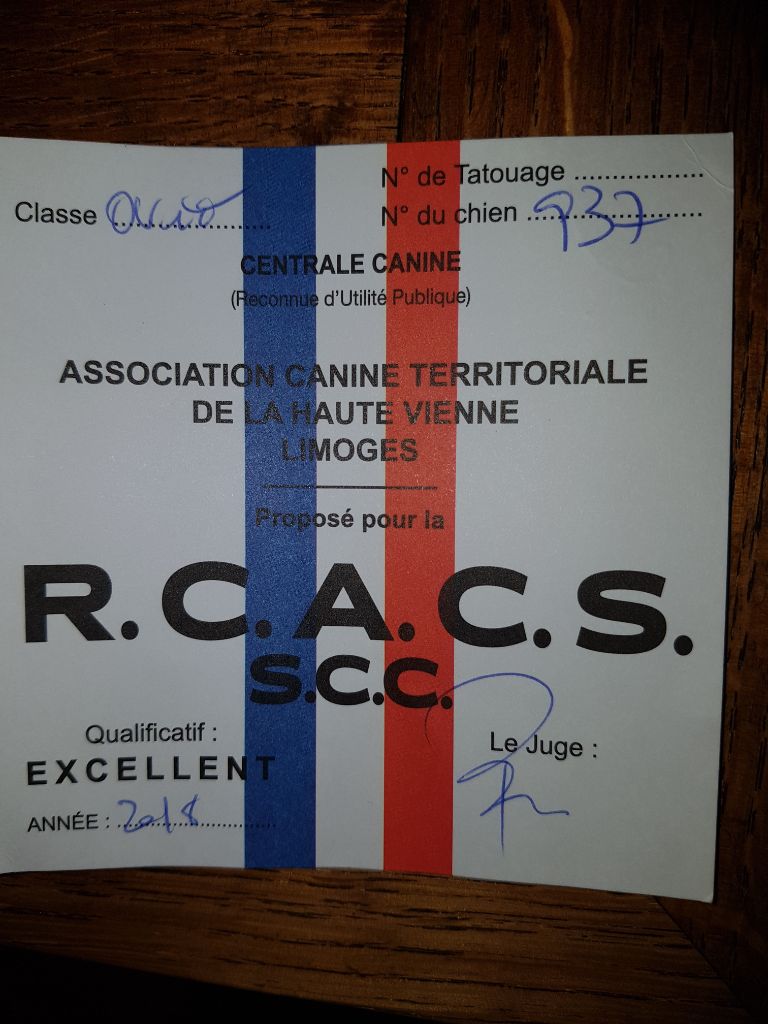 N° de Tatouage ..................
Classe ......................
N° du chien ......937......
CENTRALE CANINE
(Reconnue d'Utilité Publique)
ASSOCIATION CANINE TERRITORIALE
DE LA HAUTE VIENNE
LIMOGES
Proposé pour la
R.C.A.C.S.
S.C.C.
Qualificatif :
Le Juge :
EXCELLENT
ANNÉE : 2018